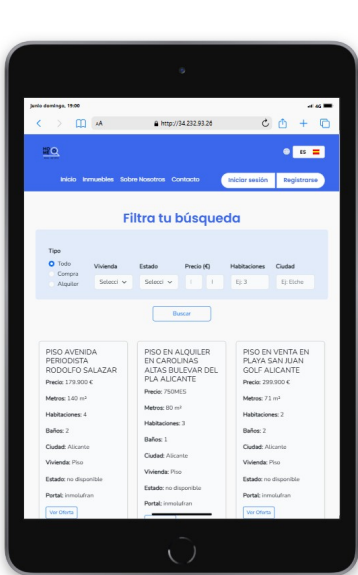 junio domingo, 19:00
4G
AA
http://34.232.93.26
ES
Inicio Inmuebles Sobre Nosotros Contacto Iniciar sesión Registrarse
Filtra tu búsqueda
Tipo
Todo
Compra
Alquiler
Vivienda Estado Precio (€) Habitaciones Ciudad
Selecci Selecci Ej: 3 Ej: Elche
Buscar
PISO AVENIDA
PERIODISTA
RODOLFO SALAZAR
Precio: 179.900 €
Metros: 140 m²
Habitaciones: 4
Baños: 2
Ciudad: Alicante
Vivienda: Piso
Estado: no disponible
Portal: inmolufran
Ver Oferta
PISO EN ALQUILER
EN CAROLINAS
ALTAS BULEVAR DEL
PLA ALICANTE
Precio: 750MES
Metros: 80 m²
Habitaciones: 3
Baños: 1
Ciudad: Alicante
Vivienda: Piso
Estado: no disponible
Portal: inmolufran
PISO EN VENTA EN
PLAYA SAN JUAN
GOLF ALICANTE
Precio: 299.900 €
Metros: 71 m²
Habitaciones: 2
Baños: 2
Ciudad: Alicante
Vivienda: Piso
Estado: no disponible
Portal: inmolufran
Ver Oferta